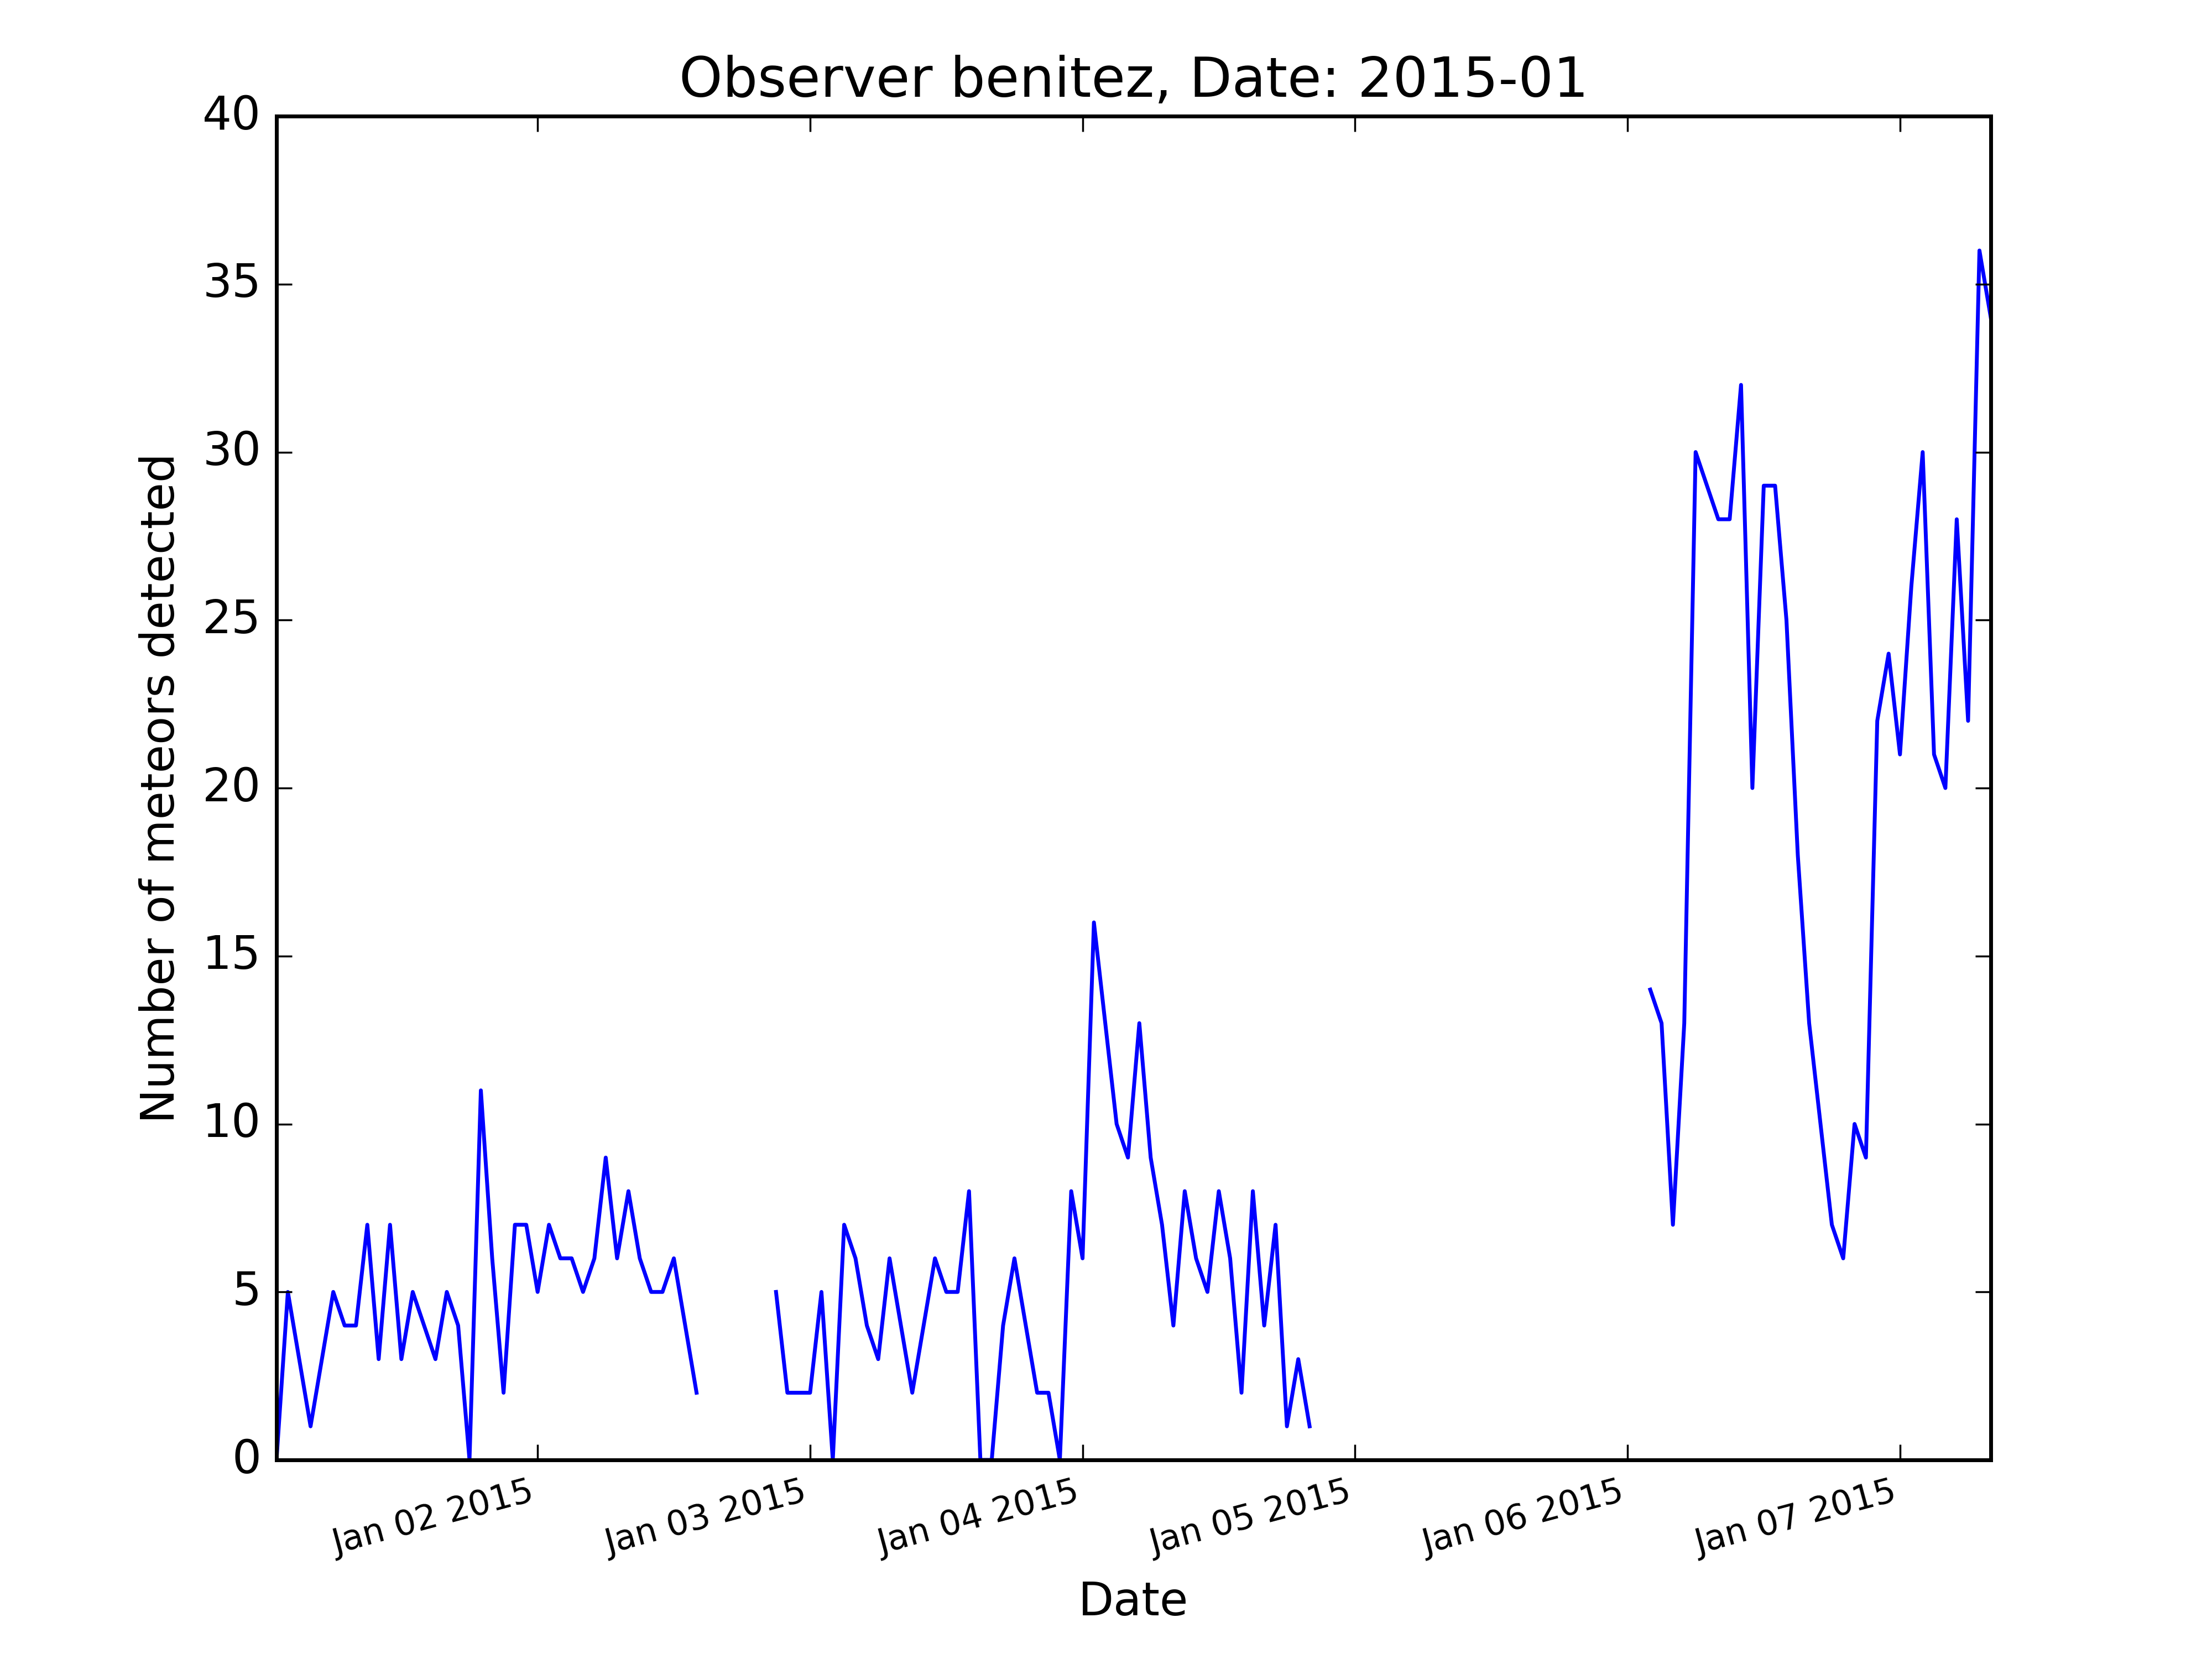 Observer benitez, Date: 2015-01
40
35
30
25
20
15
10
5
0
Number of meteors detected
Jan 02 2015
Jan 03 2015
Jan 04 2015
Jan 05 2015
Jan 06 2015
Jan 07 2015
Date